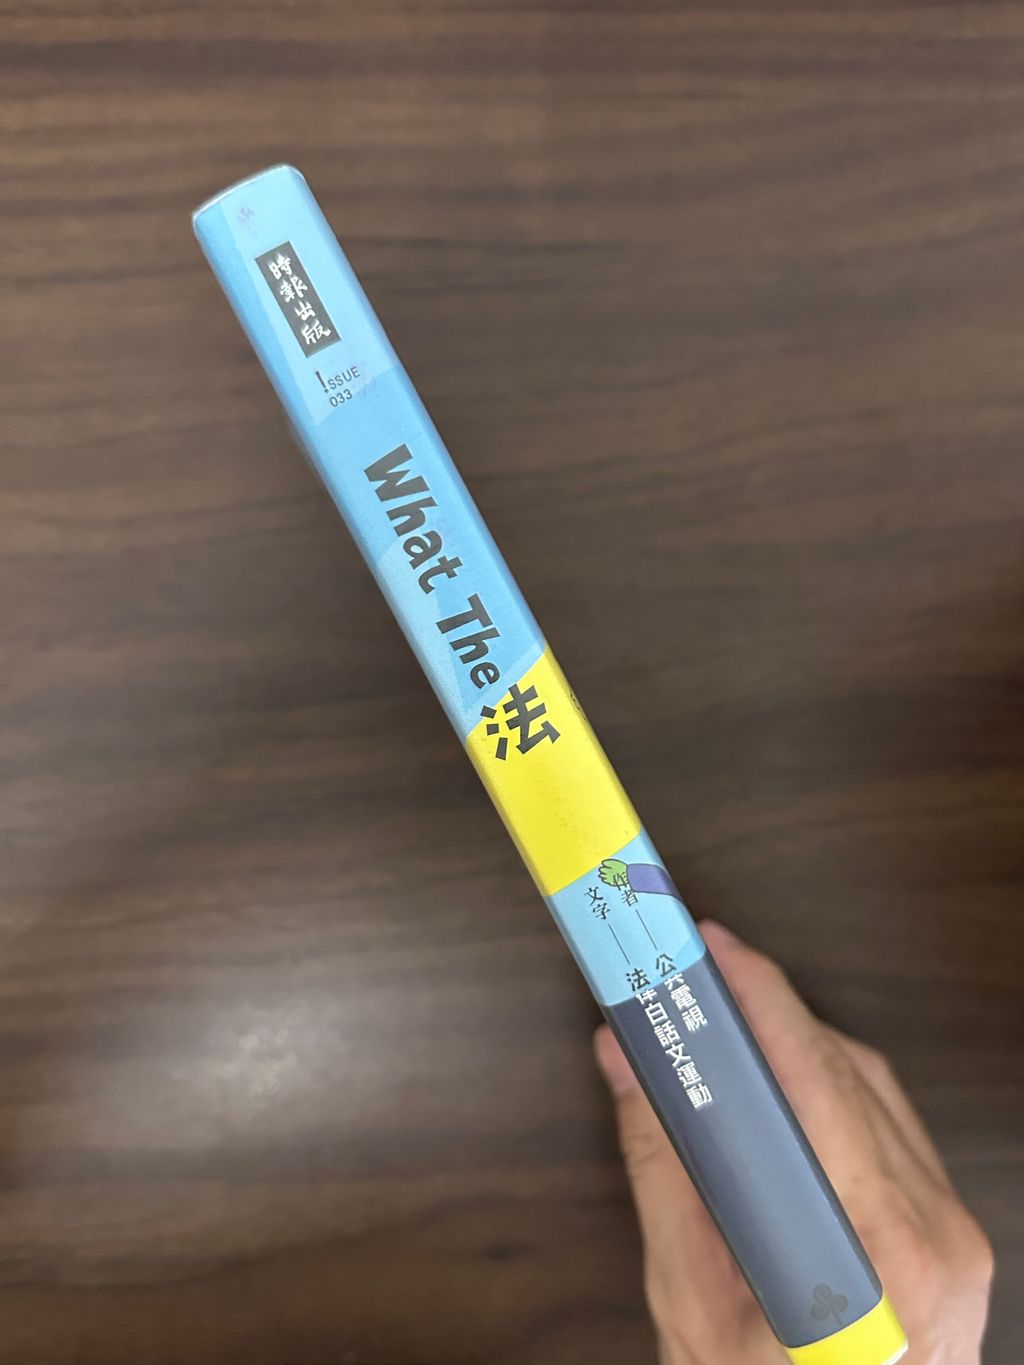 時報出版
!SSUE
033
What The 法
作者——公共電視
文字——法律白話文運動